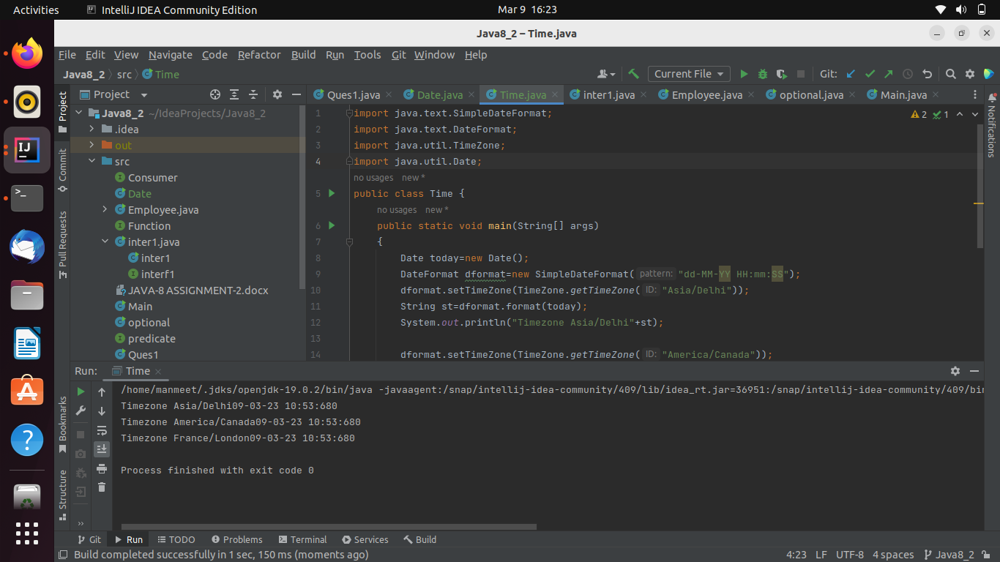 Activities
IntelliJ IDEA Community Edition
Mar 9 16:23
Java8_2 – Time.java
File Edit View Navigate Code Refactor Build Run Tools Git Window Help
Java8_2 src Time
Current File
Git:
Project
Ques1.java Date.java Time.java inter1.java Employee.java optional.java Main.java
Java8_2 ~/IdeaProjects/Java8_2
.idea
out
src
Consumer
Date
Employee.java
Function
inter1.java
inter1
interf1
JAVA-8 ASSIGNMENT-2.docx
Main
optional
predicate
Ques1
Project
Commit
Pull Requests
Bookmarks
Structure
Notifications
2 1
1 import java.text.SimpleDateFormat;
2 import java.text.DateFormat;
3 import java.util.TimeZone;
4 import java.util.Date;
no usages new *
5 public class Time {
no usages new *
6 public static void main(String[] args)
7 {
8 Date today=new Date();
9 DateFormat dformat=new SimpleDateFormat( pattern: "dd-MM-YY HH:mm:SS");
10 dformat.setTimeZone(TimeZone.getTimeZone( ID: "Asia/Delhi"));
11 String st=dformat.format(today);
12 System.out.println("Timezone Asia/Delhi"+st);
13
14 dformat.setTimeZone(TimeZone.getTimeZone( ID: "America/Canada"));
Run: Time
/home/manmeet/.jdks/openjdk-19.0.2/bin/java -javaagent:/snap/intellij-idea-community/409/lib/idea_rt.jar=36951:/snap/intellij-idea-community/409/bin
Timezone Asia/Delhi09-03-23 10:53:680
Timezone America/Canada09-03-23 10:53:680
Timezone France/London09-03-23 10:53:680
Process finished with exit code 0
Git Run TODO Problems Terminal Services Build
Build completed successfully in 1 sec, 150 ms (moments ago)
4:23 LF UTF-8 4 spaces Java8_2